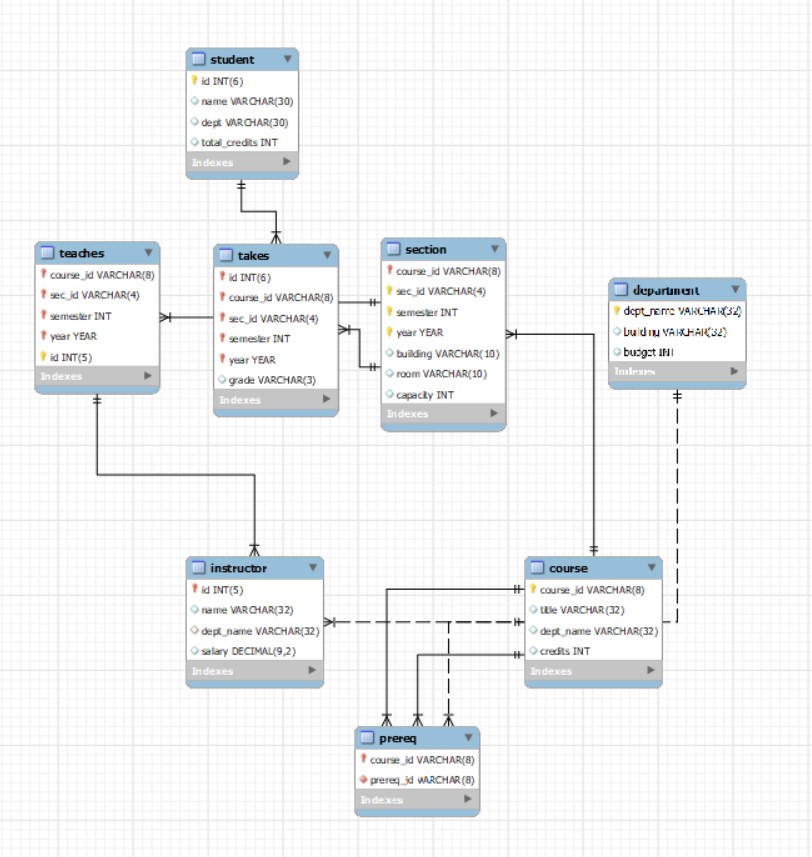 student
id INT(6)
name VARCHAR(30)
dept VARCHAR(30)
total_credits INT
Indexes
teaches
course_id VARCHAR(8)
sec_id VARCHAR(4)
semester INT
year YEAR
id INT(5)
Indexes
takes
id INT(6)
course_id VARCHAR(8)
sec_id VARCHAR(4)
semester INT
year YEAR
grade VARCHAR(3)
Indexes
section
course_id VARCHAR(8)
sec_id VARCHAR(4)
semester INT
year YEAR
building VARCHAR(10)
room VARCHAR(10)
capacity INT
Indexes
department
dept_name VARCHAR(32)
building VARCHAR(32)
budget INT
Indexes
instructor
id INT(5)
name VARCHAR(32)
dept_name VARCHAR(32)
salary DECIMAL(9,2)
Indexes
course
course_id VARCHAR(8)
title VARCHAR(32)
dept_name VARCHAR(32)
credits INT
Indexes
prereq
course_id VARCHAR(8)
prereq_id VARCHAR(8)
Indexes